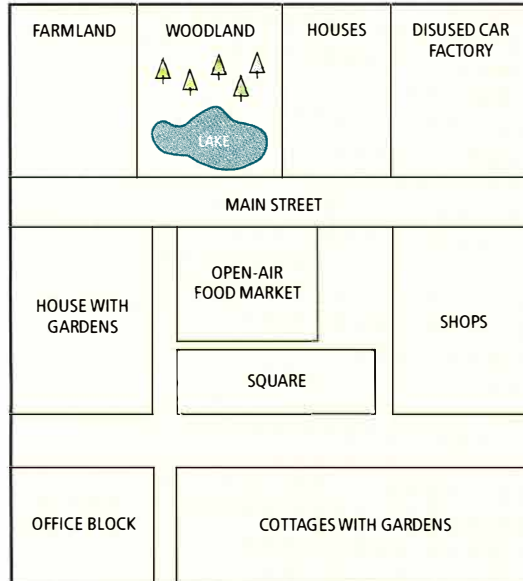 FARMLAND
WOODLAND
HOUSES
DISUSED CAR
FACTORY
LAKE
MAIN STREET
HOUSE WITH
GARDENS
OPEN-AIR
FOOD MARKET
SHOPS
SQUARE
OFFICE BLOCK
COTTAGES WITH GARDENS